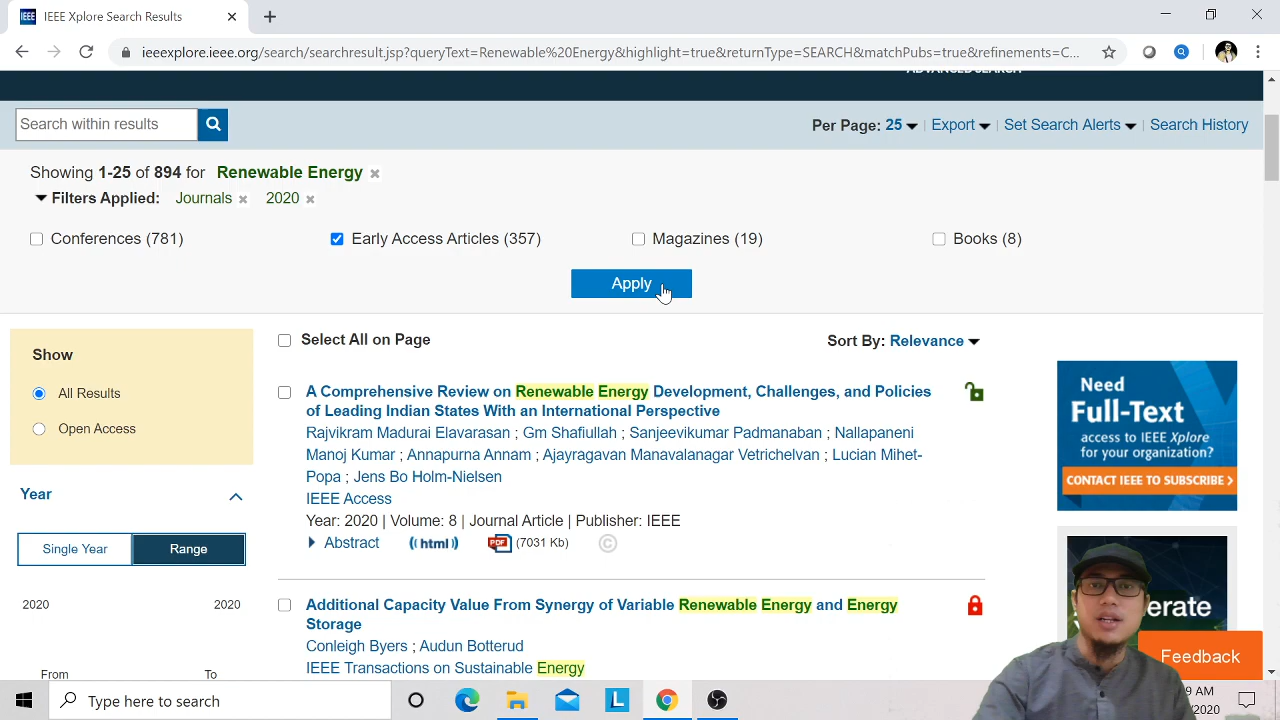 IEEE IEEE Xplore Search Results
ieeexplore.ieee.org/search/searchresult.jsp?queryText=Renewable%20Energy&highlight=true&returnType=SEARCH&matchPubs=true&refinements=C...
ADVANCED SEARCH
Search within results
Per Page: 25 | Export | Set Search Alerts | Search History
Showing 1-25 of 894 for Renewable Energy ×
Filters Applied: Journals × 2020 ×
Conferences (781) Early Access Articles (357) Magazines (19) Books (8)
Apply
Show
All Results
Open Access
Year
Single Year Range
2020 2020
From To
Select All on Page
Sort By: Relevance
A Comprehensive Review on Renewable Energy Development, Challenges, and Policies
of Leading Indian States With an International Perspective
Rajvikram Madurai Elavarasan ; Gm Shafiullah ; Sanjeevikumar Padmanaban ; Nallapaneni
Manoj Kumar ; Annapurna Annam ; Ajayragavan Manavalanagar Vetrichelvan ; Lucian Mihet-
Popa ; Jens Bo Holm-Nielsen
IEEE Access
Year: 2020 | Volume: 8 | Journal Article | Publisher: IEEE
Abstract ((html)) PDF (7031 Kb) ©
Additional Capacity Value From Synergy of Variable Renewable Energy and Energy
Storage
Conleigh Byers ; Audun Botterud
IEEE Transactions on Sustainable Energy
Need
Full-Text
access to IEEE Xplore
for your organization?
CONTACT IEEE TO SUBSCRIBE >
erate
Feedback
Type here to search
L
9 AM
2020